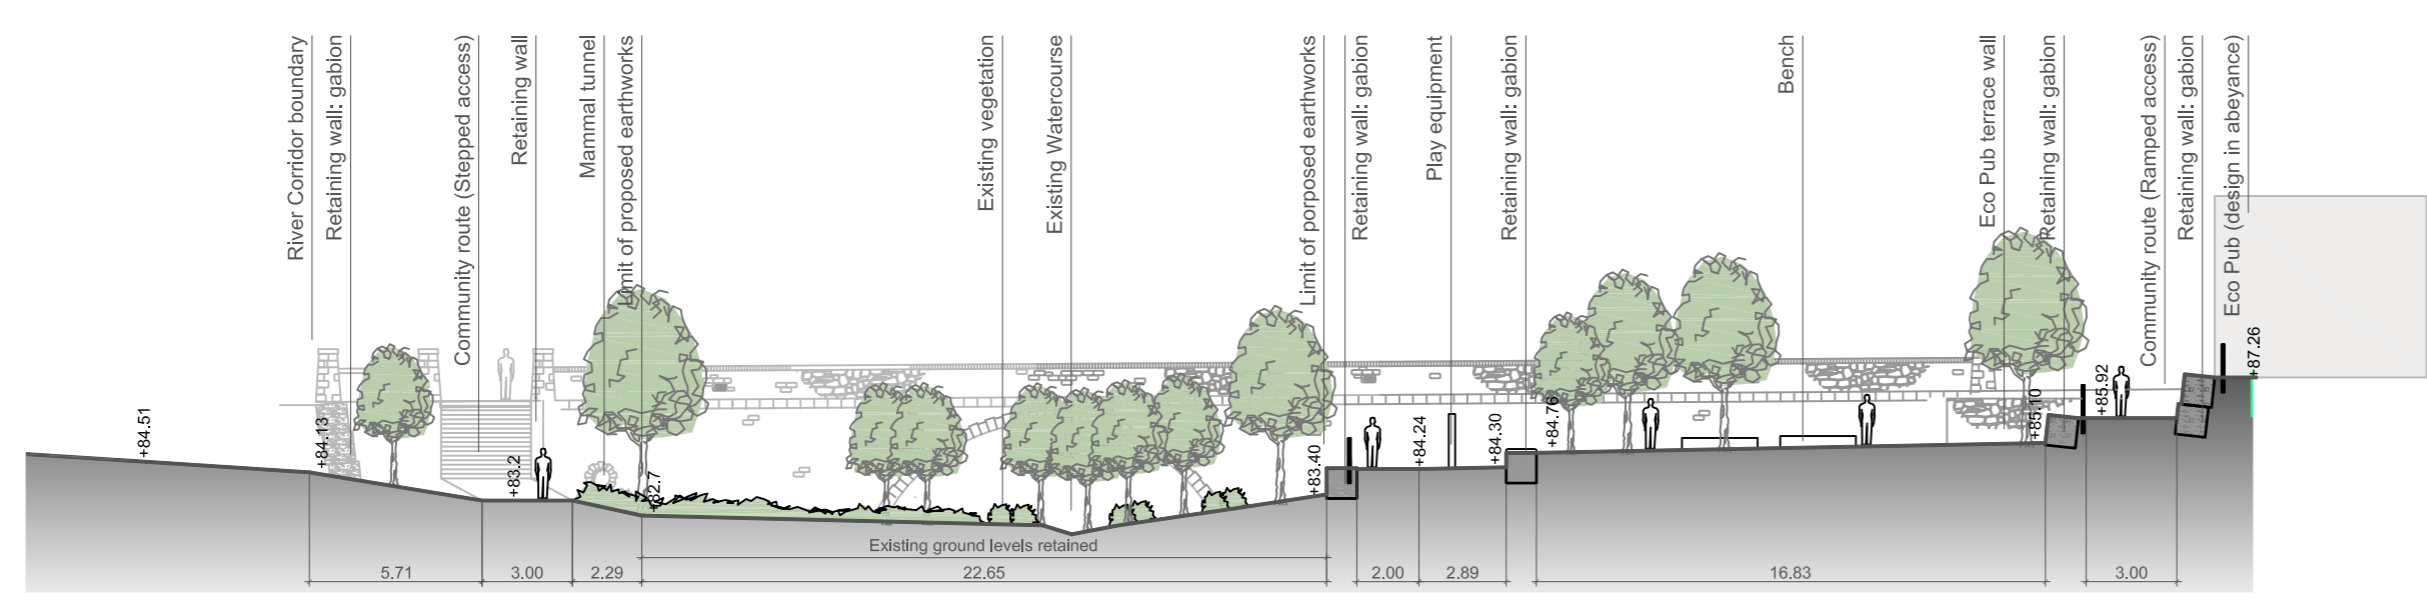 River Corridor boundary
Retaining wall: gabion
Community route (Stepped access)
Retaining wall
Mammal tunnel
Limit of proposed earthworks
Existing vegetation
Existing Watercourse
Limit of porposed earthworks
Retaining wall: gabion
Play equipment
Retaining wall: gabion
Bench
Eco Pub terrace wall
Retaining wall: gabion
Community route (Ramped access)
Retaining wall: gabion
Eco Pub (design in abeyance)
+84.51
+84.13
+83.2
+82.7
+83.40
+84.24
+84.30
+84.76
+85.10
+85.92
+87.26
Existing ground levels retained
5.71
3.00
2.29
22.65
2.00
2.89
16.83
3.00